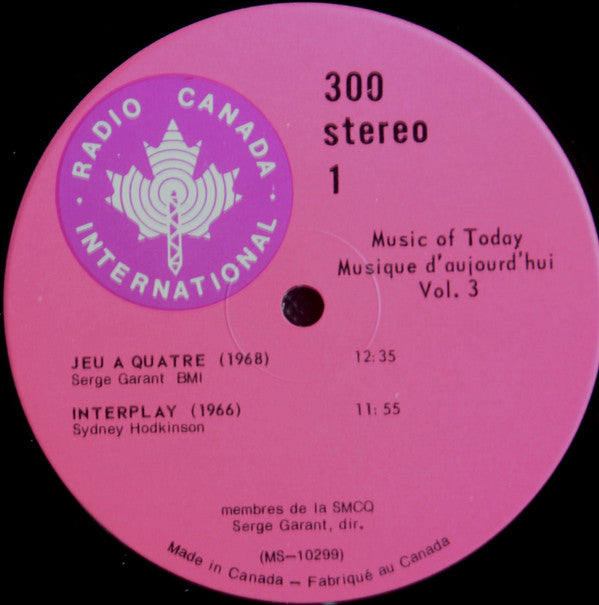 RADIO CANADA
INTERNATIONAL
300
stereo
1
Music of Today
Musique d'aujourd'hui
Vol. 3
JEU A QUATRE (1968) 12:35
Serge Garant BMI
INTERPLAY (1966) 11:55
Sydney Hodkinson
membres de la SMCQ
Serge Garant, dir.
(MS-10299)
Made in Canada - Fabriqué au Canada